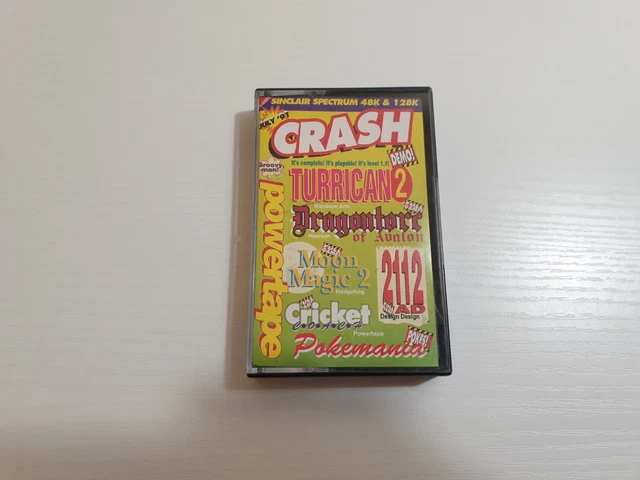 SINCLAIR SPECTRUM 48K & 128K
JULY '91
CRASH
DEMO!
Groovy, man!
powertape
It's complete! It's playable! It's level 1.1!
TURRICAN 2
Rainbow Arts
Dragontorc
of Avalon
Hewson
Moon
Magic 2
Hedgehog
2112
AD
Design Design
Cricket
COACH
Powertape
POKES!
Pokemania